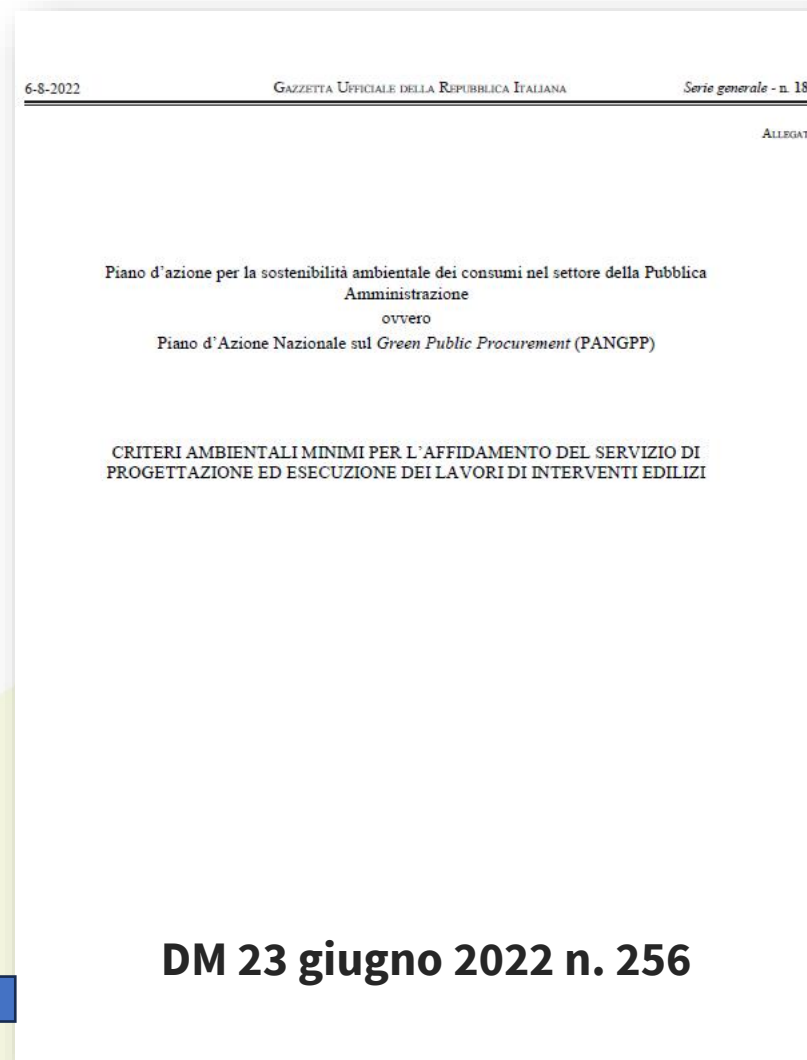 6-8-2022 GAZZETTA UFFICIALE DELLA REPUBBLICA ITALIANA Serie generale - n. 18
ALLEGAT
Piano d'azione per la sostenibilità ambientale dei consumi nel settore della Pubblica
Amministrazione
ovvero
Piano d'Azione Nazionale sul Green Public Procurement (PANGPP)
CRITERI AMBIENTALI MINIMI PER L'AFFIDAMENTO DEL SERVIZIO DI
PROGETTAZIONE ED ESECUZIONE DEI LAVORI DI INTERVENTI EDILIZI
DM 23 giugno 2022 n. 256